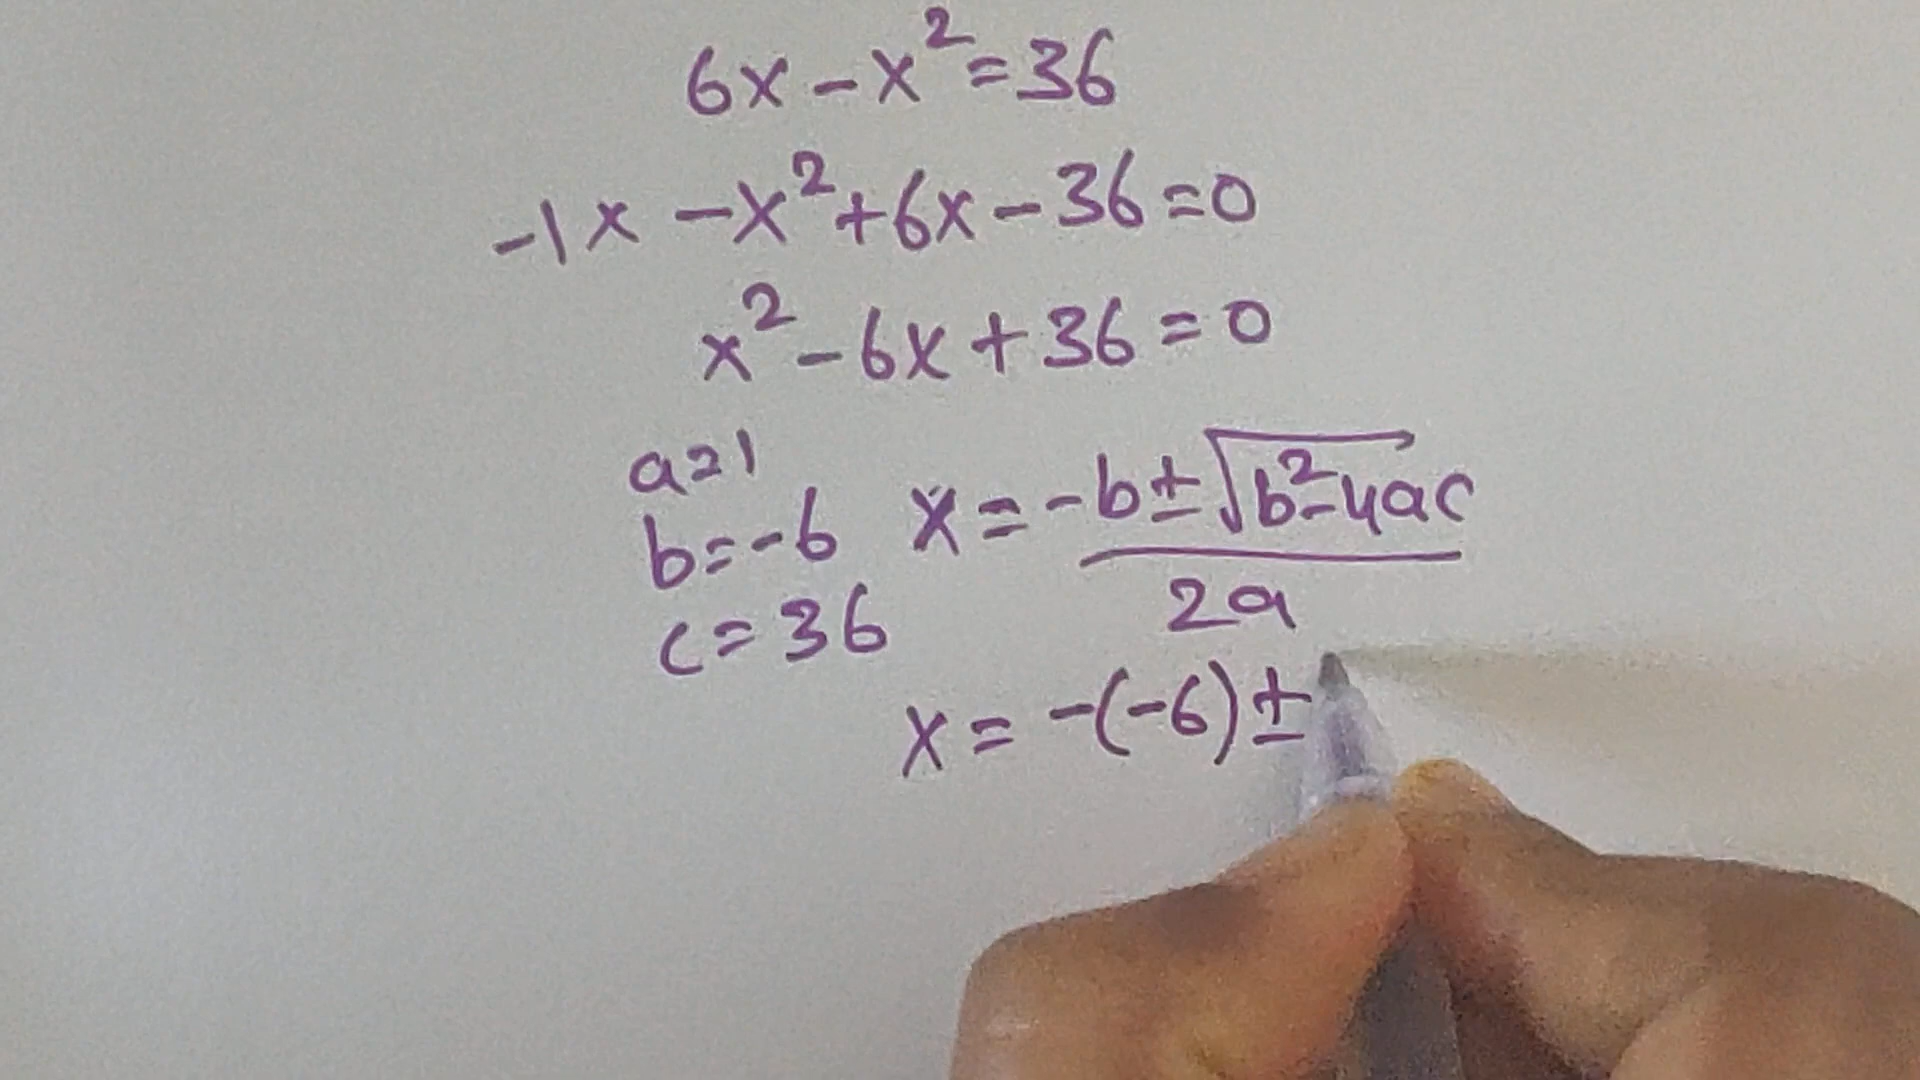 6x - x² = 36
-1x - x² + 6x - 36 = 0
x² - 6x + 36 = 0
a=1
b=-6
c=36
x = -b±√b²-4ac
2a
x = -(-6)±